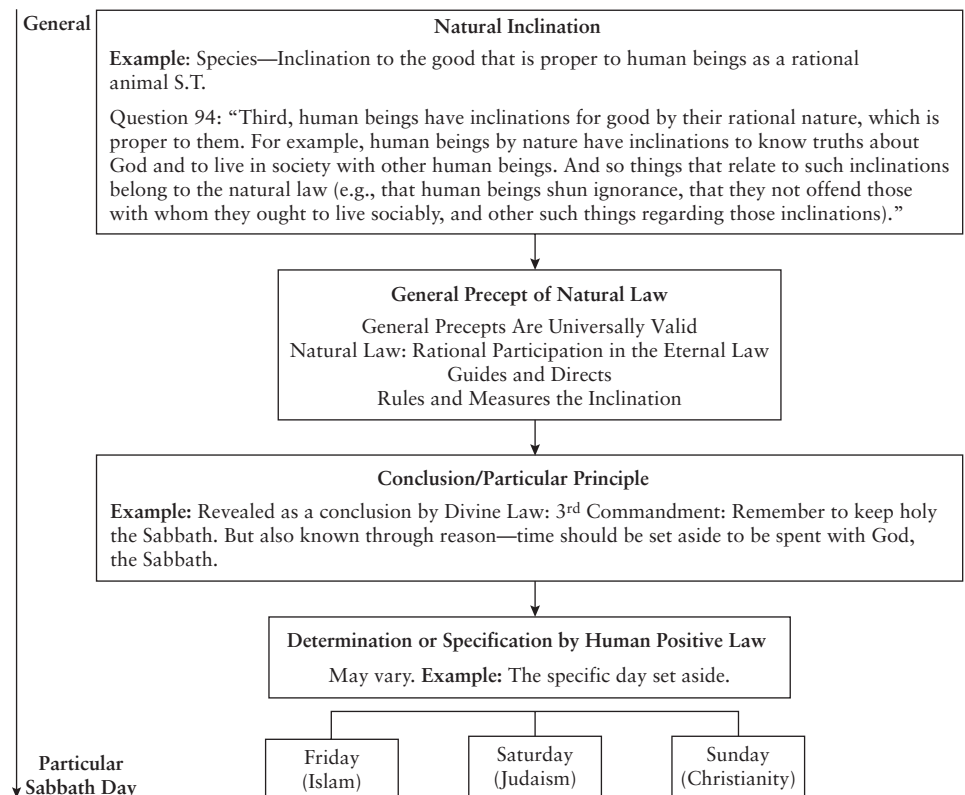 General
Natural Inclination
Example: Species—Inclination to the good that is proper to human beings as a rational
animal S.T.
Question 94: “Third, human beings have inclinations for good by their rational nature, which is
proper to them. For example, human beings by nature have inclinations to know truths about
God and to live in society with other human beings. And so things that relate to such inclinations
belong to the natural law (e.g., that human beings shun ignorance, that they not offend those
with whom they ought to live sociably, and other such things regarding those inclinations).”
General Precept of Natural Law
General Precepts Are Universally Valid
Natural Law: Rational Participation in the Eternal Law
Guides and Directs
Rules and Measures the Inclination
Conclusion/Particular Principle
Example: Revealed as a conclusion by Divine Law: 3rd Commandment: Remember to keep holy
the Sabbath. But also known through reason—time should be set aside to be spent with God,
the Sabbath.
Determination or Specification by Human Positive Law
May vary. Example: The specific day set aside.
Friday
(Islam)
Saturday
(Judaism)
Sunday
(Christianity)
Particular
Sabbath Day